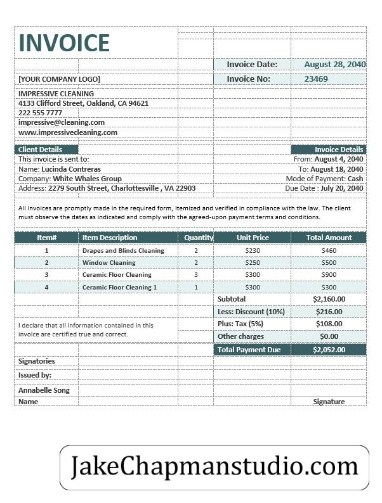 INVOICE
Invoice Date: August 28, 2040
[YOUR COMPANY LOGO] Invoice No: 23469
IMPRESSIVE CLEANING
4133 Clifford Street, Oakland, CA 94621
222 555 7777
impressive@cleaning.com
www.impressivecleaning.com
Client Details Invoice Details
This invoice is sent to: From: August 4, 2040
Name: Lucinda Contreras To: August 18, 2040
Company: White Whales Group Mode of Payment: Cash
Address: 2279 South Street, Charlottesville , VA 22903 Due Date : July 20, 2040
All invoices are promptly made in the required form, itemized and verified in compliance with the law. The client
must observe the dates as indicated and comply with the agreed-upon payment terms and conditions.
Item# Item Description Quantity Unit Price Total Amount
1 Drapes and Blinds Cleaning 2 $230 $460
2 Window Cleaning 2 $250 $500
3 Ceramic Floor Cleaning 3 $300 $900
4 Ceramic Floor Cleaning 1 1 $300 $300
Subtotal $2,160.00
Less: Discount (10%) $216.00
I declare that all information contained in this Plus: Tax (5%) $108.00
invoice are certified true and correct. Other charges $0.00
Total Payment Due $2,052.00
Signatories
Issued by:
Annabelle Song
Name Signature
JakeChapmanstudio.com